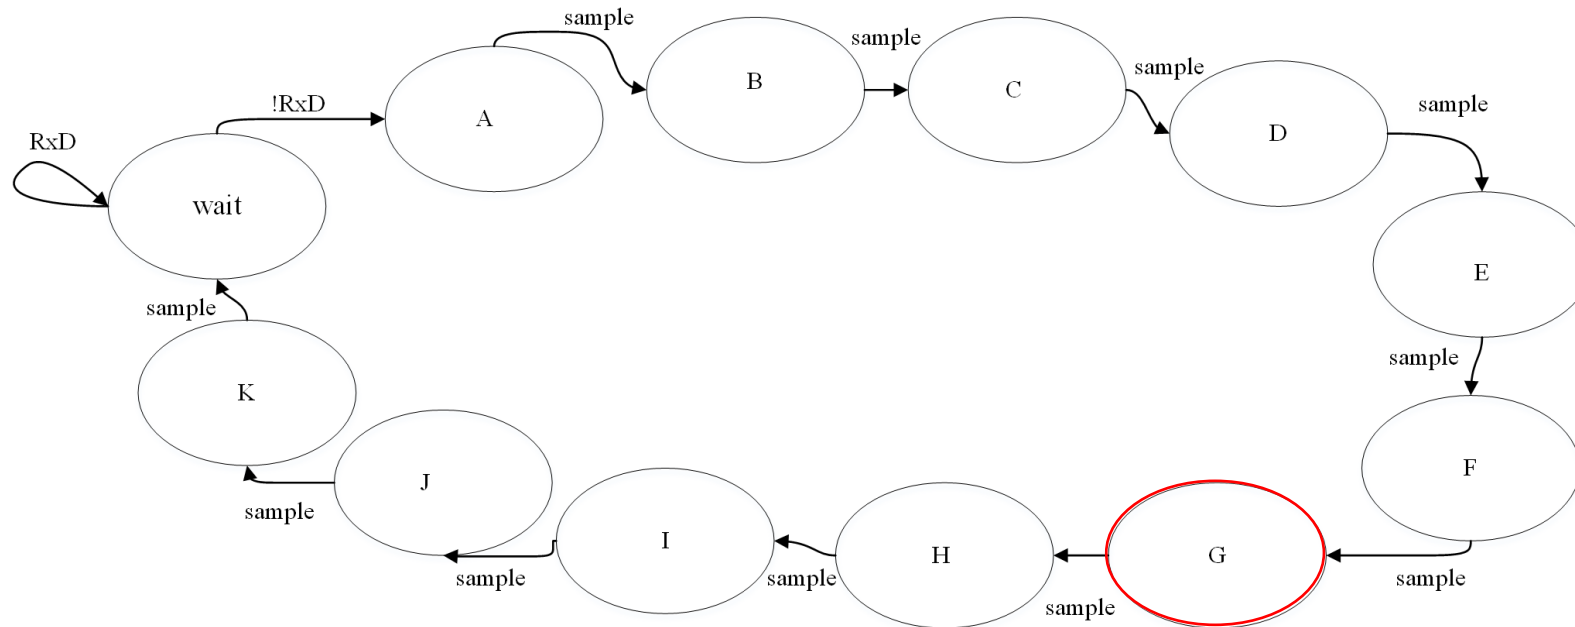 sample
sample
B
C
sample
!RxD
A
sample
D
RxD
wait
E
sample
sample
K
F
J
sample
I
H
G
sample
sample
sample
sample